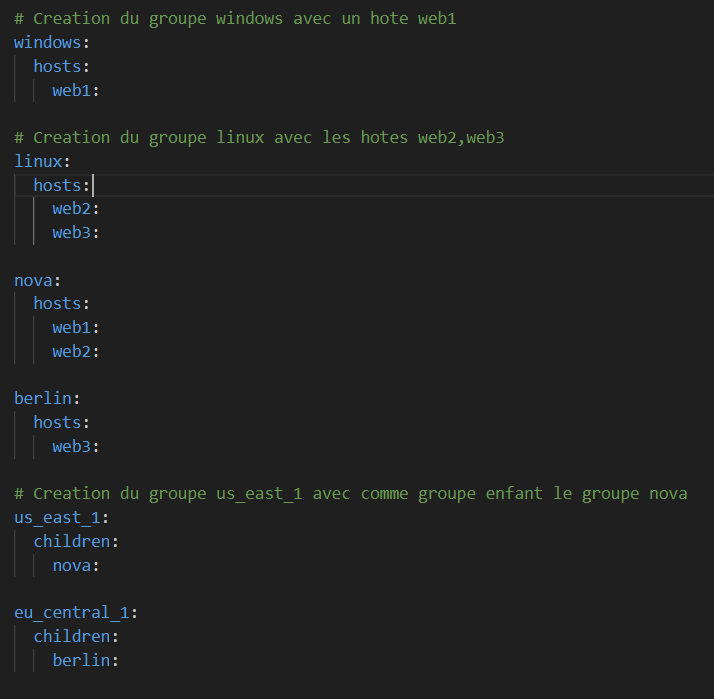 # Creation du groupe windows avec un hote web1
windows:
  hosts:
    web1:

# Creation du groupe linux avec les hotes web2,web3
linux:
  hosts:
    web2:
    web3:

nova:
  hosts:
    web1:
    web2:

berlin:
  hosts:
    web3:

# Creation du groupe us_east_1 avec comme groupe enfant le groupe nova
us_east_1:
  children:
    nova:

eu_central_1:
  children:
    berlin: